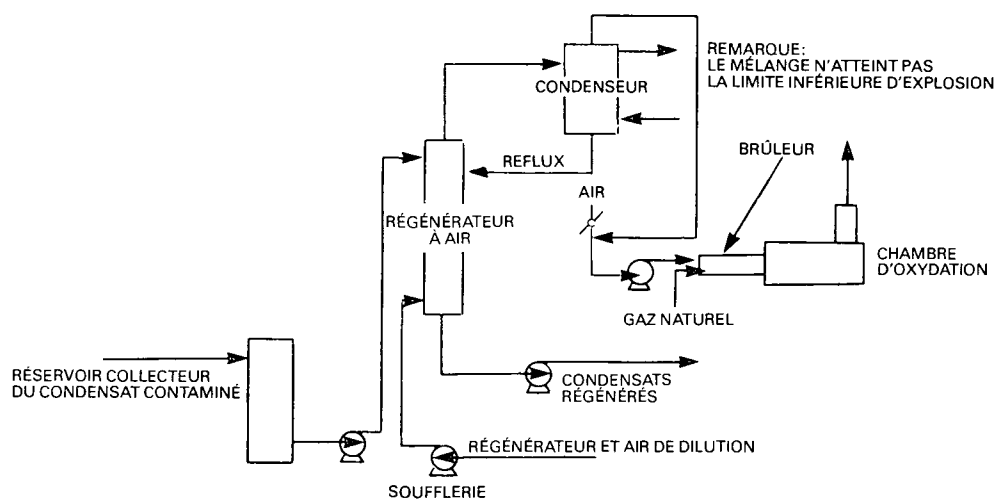 REMARQUE:
LE MÉLANGE N'ATTEINT PAS
LA LIMITE INFÉRIEURE D'EXPLOSION
CONDENSEUR
BRÛLEUR
REFLUX
AIR
RÉGÉNÉRATEUR
À AIR
CHAMBRE
D'OXYDATION
GAZ NATUREL
RÉSERVOIR COLLECTEUR
DU CONDENSAT CONTAMINÉ
CONDENSATS
RÉGÉNÉRÉS
RÉGÉNÉRATEUR ET AIR DE DILUTION
SOUFFLERIE